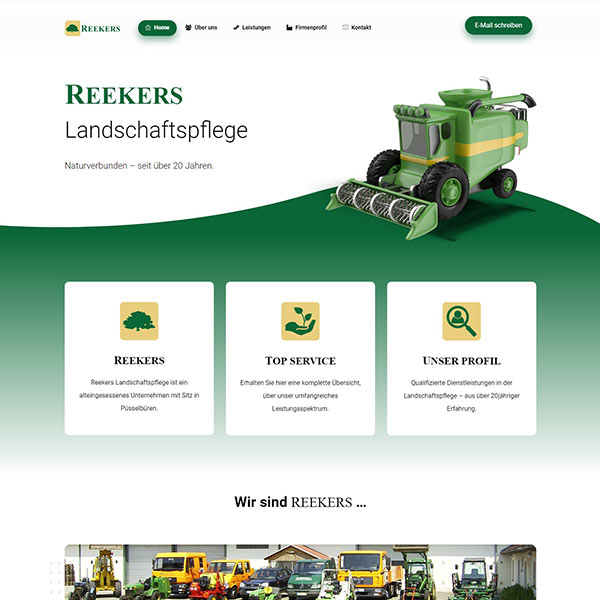 REEKERS
Home
Über uns
Leistungen
Firmenprofil
Kontakt
E-Mail schreiben
REEKERS
Landschaftspflege
Naturverbunden – seit über 20 Jahren.
REEKERS
Reekers Landschaftspflege ist ein
alteingesessenes Unternehmen mit Sitz in
Püsselbüren.
TOP SERVICE
Erhalten Sie hier eine komplette Übersicht,
über unser umfangreiches
Leistungsspektrum.
UNSER PROFIL
Qualifizierte Dienstleistungen in der
Landschaftspflege – aus über 20jähriger
Erfahrung.
Wir sind REEKERS ...